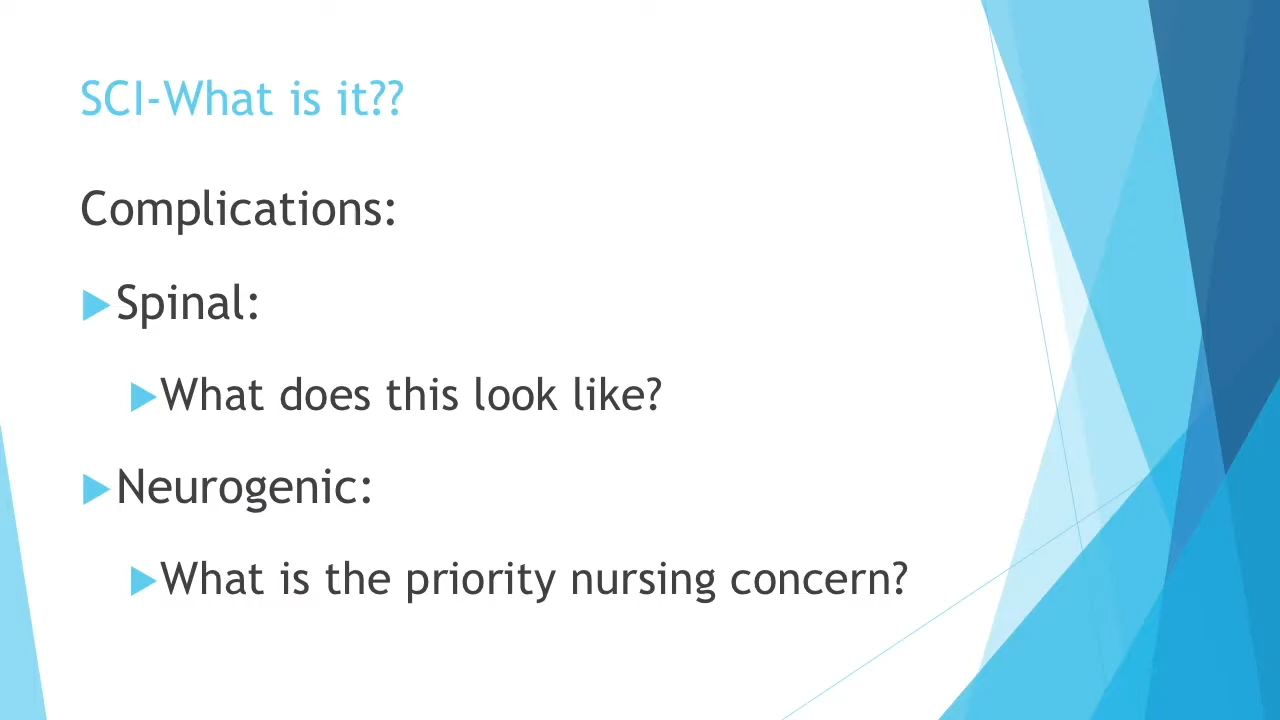 SCI-What is it??
Complications:
Spinal:
What does this look like?
Neurogenic:
What is the priority nursing concern?